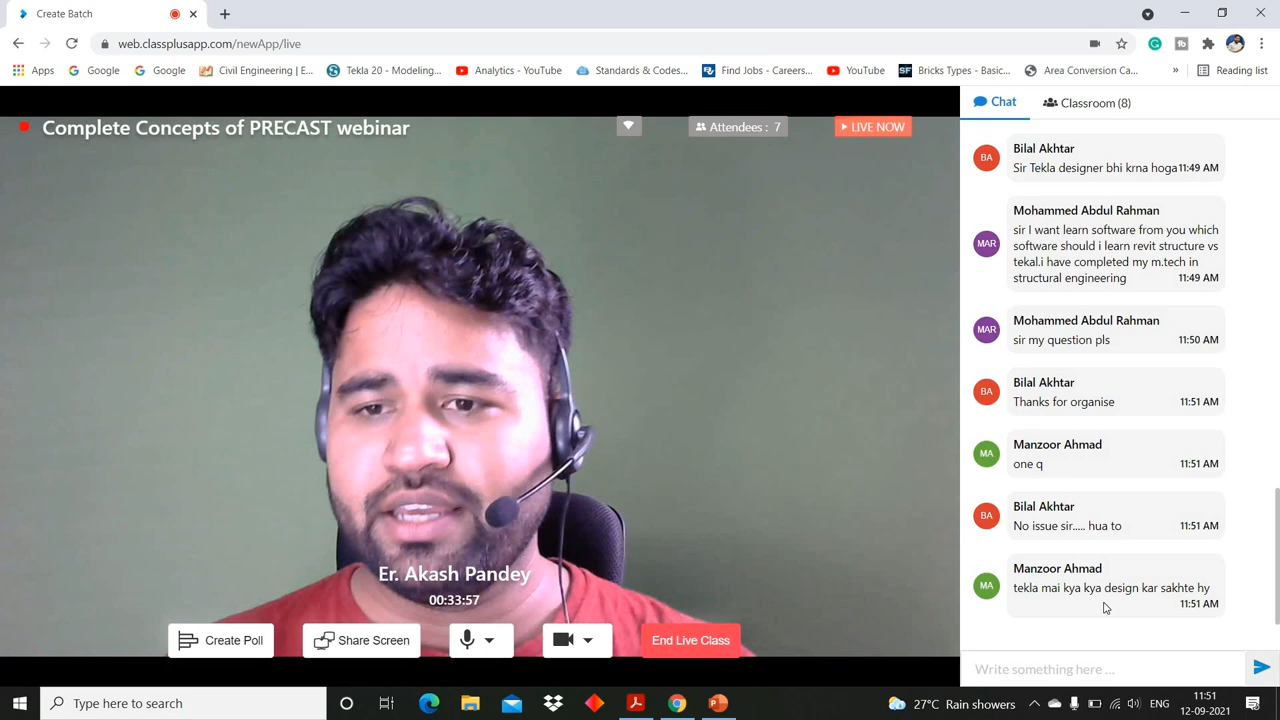 Create Batch
web.classplusapp.com/newApp/live
Apps
Google
Google
Civil Engineering | E...
Tekla 20 - Modeling...
Analytics - YouTube
Standards & Codes...
Find Jobs - Careers...
YouTube
Bricks Types - Basic...
Area Conversion Ca...
»
Reading list
Complete Concepts of PRECAST webinar
Attendees : 7
LIVE NOW
Er. Akash Pandey
00:33:57
Create Poll
Share Screen
End Live Class
Chat
Classroom (8)
BA
Bilal Akhtar
Sir Tekla designer bhi krna hoga 11:49 AM
MAR
Mohammed Abdul Rahman
sir I want learn software from you which
software should i learn revit structure vs
tekal.i have completed my m.tech in
structural engineering 11:49 AM
MAR
Mohammed Abdul Rahman
sir my question pls 11:50 AM
BA
Bilal Akhtar
Thanks for organise 11:51 AM
MA
Manzoor Ahmad
one q 11:51 AM
BA
Bilal Akhtar
No issue sir..... hua to 11:51 AM
MA
Manzoor Ahmad
tekla mai kya kya design kar sakhte hy
11:51 AM
Write something here ...
Type here to search
27°C Rain showers
ENG
11:51
12-09-2021